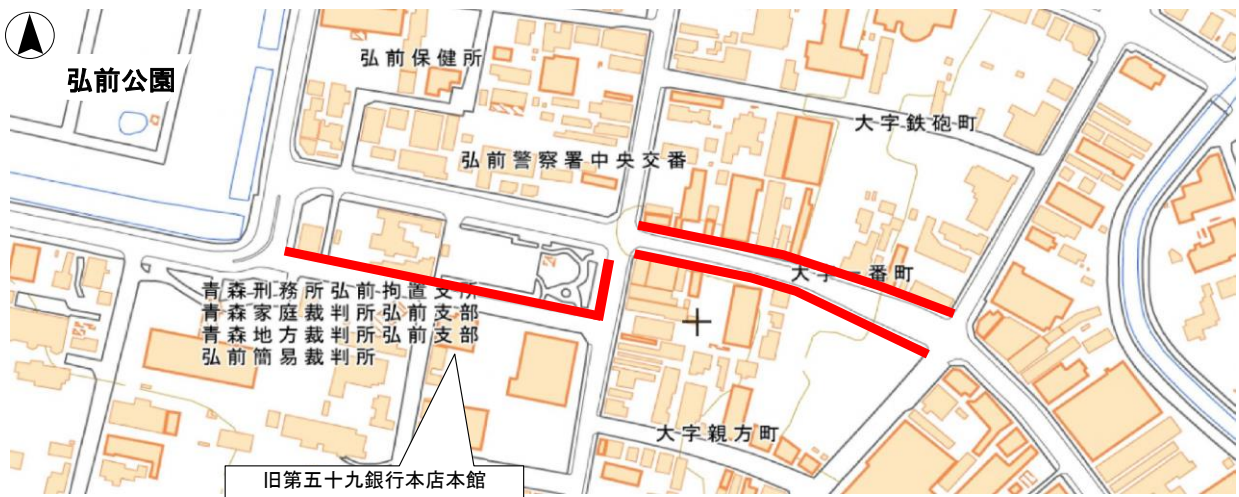 弘前保健所
弘前公園
大字鉄砲町
弘前警察署中央交番
大字一番町
青森刑務所弘前拘置支所
青森家庭裁判所弘前支部
青森地方裁判所弘前支部
弘前簡易裁判所
大字親方町
旧第五十九銀行本店本館